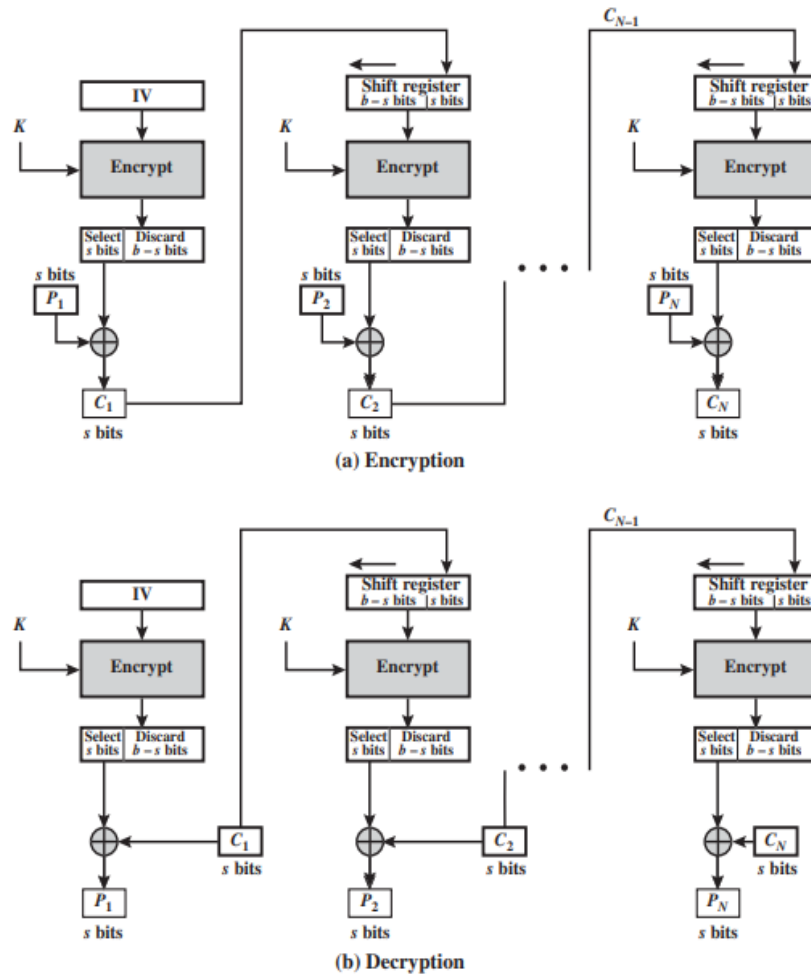 C_{N-1}
IV
Shift register
b – s bits | s bits
Shift register
b – s bits | s bits
K
K
K
Encrypt
Encrypt
Encrypt
Select Discard
s bits b – s bits
Select Discard
s bits b – s bits
Select Discard
s bits b – s bits
s bits
s bits
s bits
P_1
P_2
P_N
C_1
C_2
C_N
s bits
s bits
s bits
(a) Encryption
C_{N-1}
IV
Shift register
b – s bits | s bits
Shift register
b – s bits | s bits
K
K
K
Encrypt
Encrypt
Encrypt
Select Discard
s bits b – s bits
Select Discard
s bits b – s bits
Select Discard
s bits b – s bits
C_1
C_2
C_N
s bits
s bits
s bits
P_1
P_2
P_N
s bits
s bits
s bits
(b) Decryption